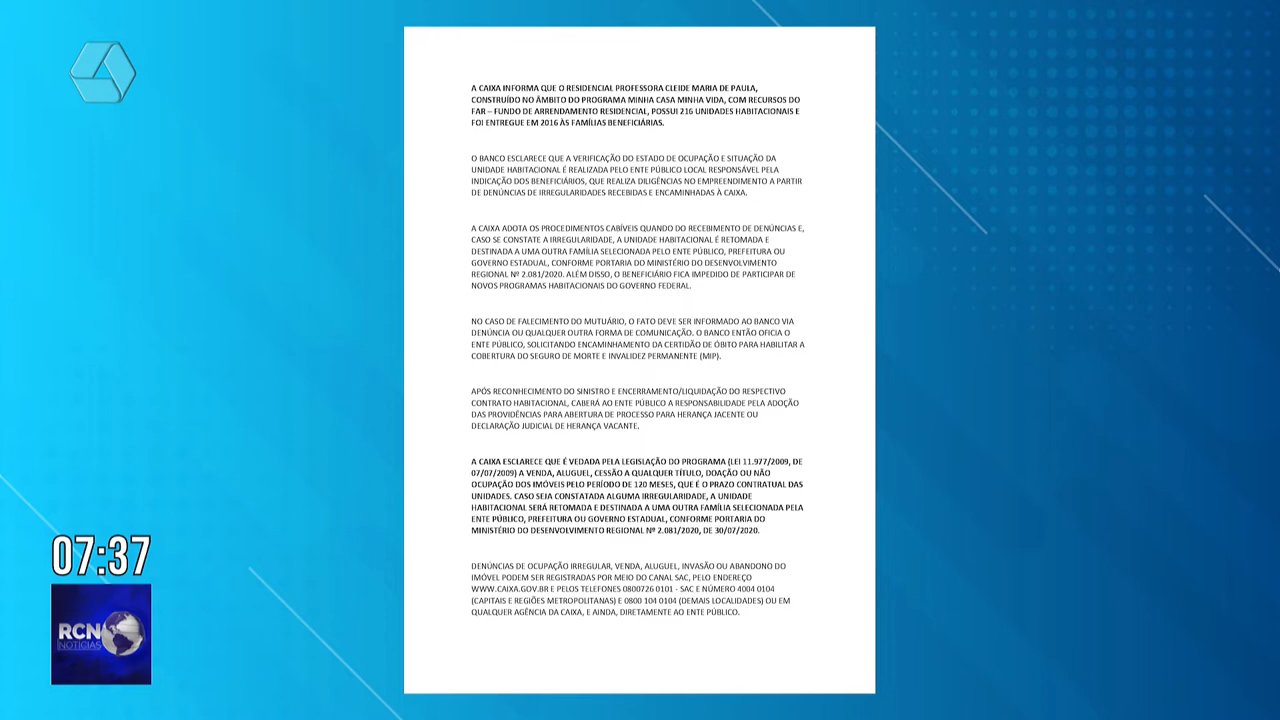 A CAIXA INFORMA QUE O RESIDENCIAL PROFESSORA CLEIDE MARIA DE PAULA,
CONSTRUÍDO NO ÂMBITO DO PROGRAMA MINHA CASA MINHA VIDA, COM RECURSOS DO
FAR – FUNDO DE ARRENDAMENTO RESIDENCIAL, POSSUI 216 UNIDADES HABITACIONAIS E
FOI ENTREGUE EM 2016 ÀS FAMÍLIAS BENEFICIÁRIAS.
O BANCO ESCLARECE QUE A VERIFICAÇÃO DO ESTADO DE OCUPAÇÃO E SITUAÇÃO DA
UNIDADE HABITACIONAL É REALIZADA PELO ENTE PÚBLICO LOCAL RESPONSÁVEL PELA
INDICAÇÃO DOS BENEFICIÁRIOS, QUE REALIZA DILIGÊNCIAS NO EMPREENDIMENTO A PARTIR
DE DENÚNCIAS DE IRREGULARIDADES RECEBIDAS E ENCAMINHADAS À CAIXA.
A CAIXA ADOTA OS PROCEDIMENTOS CABÍVEIS QUANDO DO RECEBIMENTO DE DENÚNCIAS E,
CASO SE CONSTATE A IRREGULARIDADE, A UNIDADE HABITACIONAL É RETOMADA E
DESTINADA A UMA OUTRA FAMÍLIA SELECIONADA PELO ENTE PÚBLICO, PREFEITURA OU
GOVERNO ESTADUAL, CONFORME PORTARIA DO MINISTÉRIO DO DESENVOLVIMENTO
REGIONAL Nº 2.081/2020. ALÉM DISSO, O BENEFICIÁRIO FICA IMPEDIDO DE PARTICIPAR DE
NOVOS PROGRAMAS HABITACIONAIS DO GOVERNO FEDERAL.
NO CASO DE FALECIMENTO DO MUTUÁRIO, O FATO DEVE SER INFORMADO AO BANCO VIA
DENÚNCIA OU QUALQUER OUTRA FORMA DE COMUNICAÇÃO. O BANCO ENTÃO OFICIA O
ENTE PÚBLICO, SOLICITANDO ENCAMINHAMENTO DA CERTIDÃO DE ÓBITO PARA HABILITAR A
COBERTURA DO SEGURO DE MORTE E INVALIDEZ PERMANENTE (MIP).
APÓS RECONHECIMENTO DO SINISTRO E ENCERRAMENTO/LIQUIDAÇÃO DO RESPECTIVO
CONTRATO HABITACIONAL, CABERÁ AO ENTE PÚBLICO A RESPONSABILIDADE PELA ADOÇÃO
DAS PROVIDÊNCIAS PARA ABERTURA DE PROCESSO PARA HERANÇA JACENTE OU
DECLARAÇÃO JUDICIAL DE HERANÇA VACANTE.
A CAIXA ESCLARECE QUE É VEDADA PELA LEGISLAÇÃO DO PROGRAMA (LEI 11.977/2009, DE
07/07/2009) A VENDA, ALUGUEL, CESSÃO A QUALQUER TÍTULO, DOAÇÃO OU NÃO
OCUPAÇÃO DOS IMÓVEIS PELO PERÍODO DE 120 MESES, QUE É O PRAZO CONTRATUAL DAS
UNIDADES. CASO SEJA CONSTATADA ALGUMA IRREGULARIDADE, A UNIDADE
HABITACIONAL SERÁ RETOMADA E DESTINADA A UMA OUTRA FAMÍLIA SELECIONADA PELA
ENTE PÚBLICO, PREFEITURA OU GOVERNO ESTADUAL, CONFORME PORTARIA DO
MINISTÉRIO DO DESENVOLVIMENTO REGIONAL Nº 2.081/2020, DE 30/07/2020.
DENÚNCIAS DE OCUPAÇÃO IRREGULAR, VENDA, ALUGUEL, INVASÃO OU ABANDONO DO
IMÓVEL PODEM SER REGISTRADAS POR MEIO DO CANAL SAC, PELO ENDEREÇO
WWW.CAIXA.GOV.BR E PELOS TELEFONES 0800726 0101 - SAC E NÚMERO 4004 0104
(CAPITAIS E REGIÕES METROPOLITANAS) E 0800 104 0104 (DEMAIS LOCALIDADES) OU EM
QUALQUER AGÊNCIA DA CAIXA, E AINDA, DIRETAMENTE AO ENTE PÚBLICO.
07:37
RCN
NOTÍCIAS